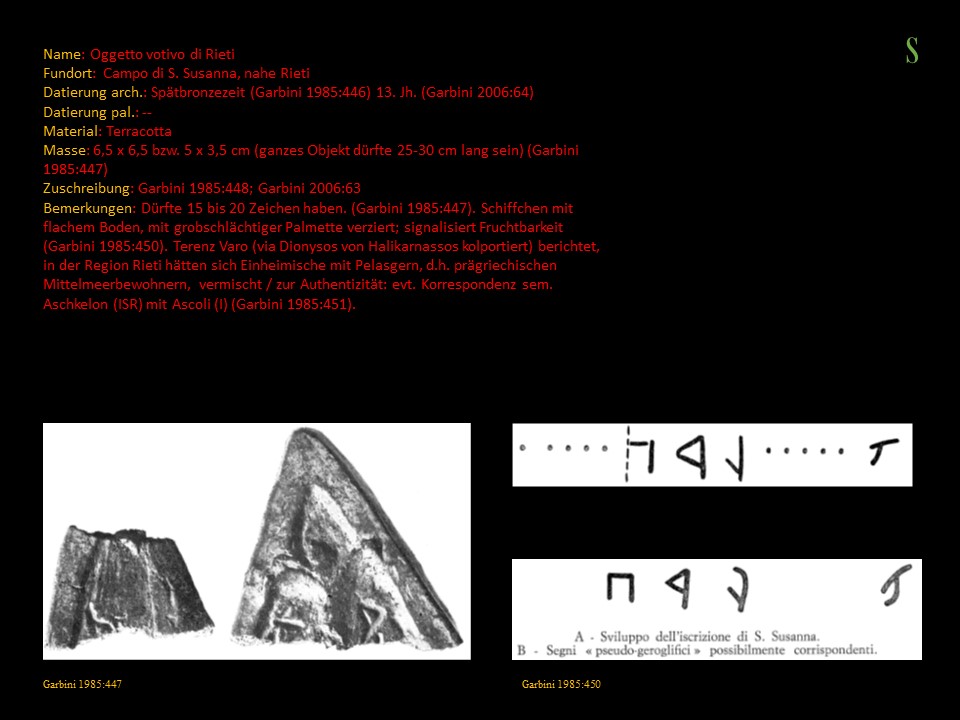 S
Name: Oggetto votivo di Rieti
Fundort: Campo di S. Susanna, nahe Rieti
Datierung arch.: Spätbronzezeit (Garbini 1985:446) 13. Jh. (Garbini 2006:64)
Datierung pal.: --
Material: Terracotta
Masse: 6,5 x 6,5 bzw. 5 x 3,5 cm (ganzes Objekt dürfte 25-30 cm lang sein) (Garbini
1985:447)
Zuschreibung: Garbini 1985:448; Garbini 2006:63
Bemerkungen: Dürfte 15 bis 20 Zeichen haben. (Garbini 1985:447). Schiffchen mit
flachem Boden, mit grobschlächtiger Palmette verziert; signalisiert Fruchtbarkeit
(Garbini 1985:450). Terenz Varo (via Dionysos von Halikarnassos kolportiert) berichtet,
in der Region Rieti hätten sich Einheimische mit Pelasgern, d.h. prägriechischen
Mittelmeerbewohnern, vermischt / zur Authentizität: evt. Korrespondenz sem.
Aschkelon (ISR) mit Ascoli (I) (Garbini 1985:451).
A - Sviluppo dell'iscrizione di S. Susanna.
B - Segni « pseudo-geroglifici » possibilmente corrispondenti.
Garbini 1985:447
Garbini 1985:450